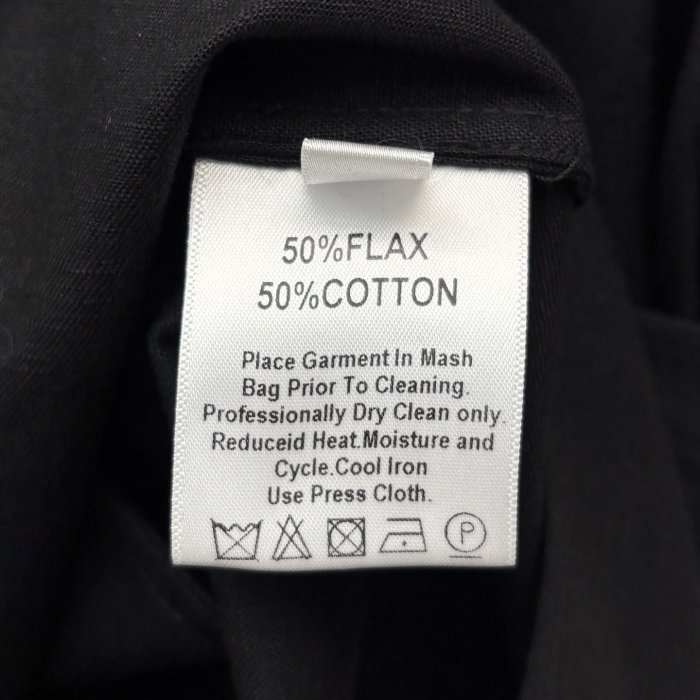 50%FLAX
50%COTTON
Place Garment In Mash
Bag Prior To Cleaning.
Professionally Dry Clean only.
Reduceid Heat.Moisture and
Cycle.Cool Iron
Use Press Cloth.
P